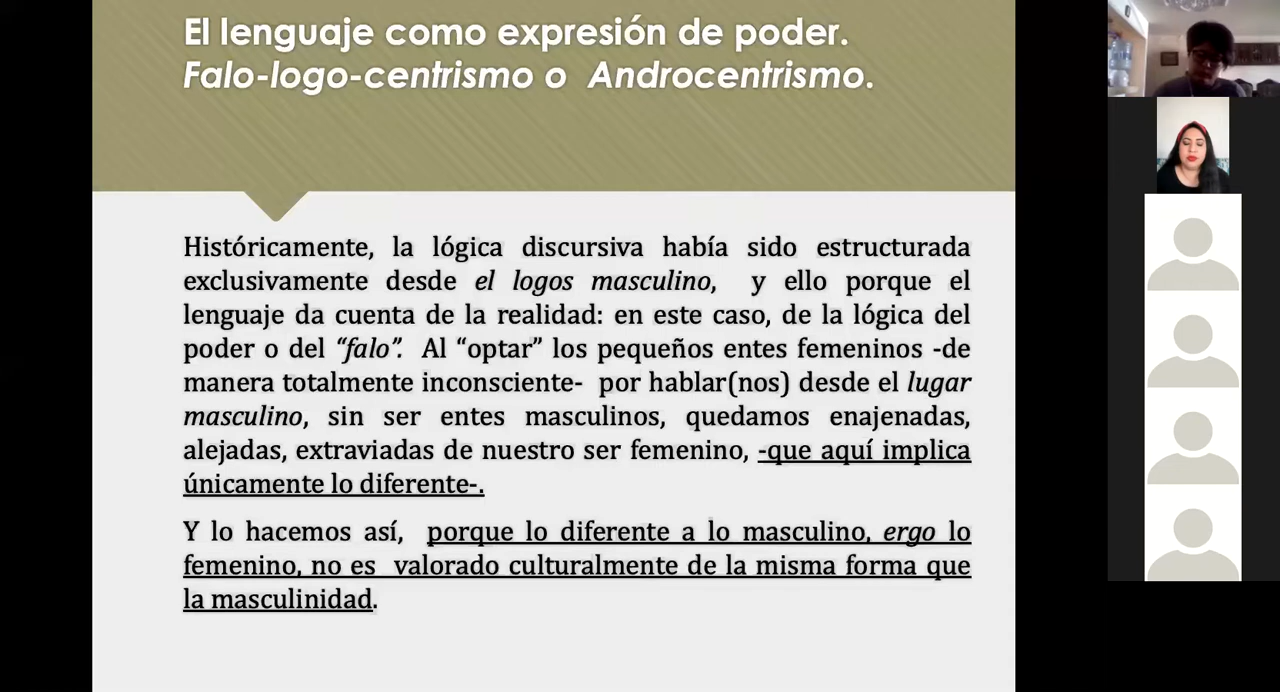 El lenguaje como expresión de poder.
Falo-logo-centrismo o Androcentrismo.
Históricamente, la lógica discursiva había sido estructurada
exclusivamente desde el logos masculino, y ello porque el
lenguaje da cuenta de la realidad: en este caso, de la lógica del
poder o del “falo”. Al “optar” los pequeños entes femeninos -de
manera totalmente inconsciente- por hablar(nos) desde el lugar
masculino, sin ser entes masculinos, quedamos enajenadas,
alejadas, extraviadas de nuestro ser femenino, -que aquí implica
únicamente lo diferente-.
Y lo hacemos así, porque lo diferente a lo masculino, ergo lo
femenino, no es valorado culturalmente de la misma forma que
la masculinidad.